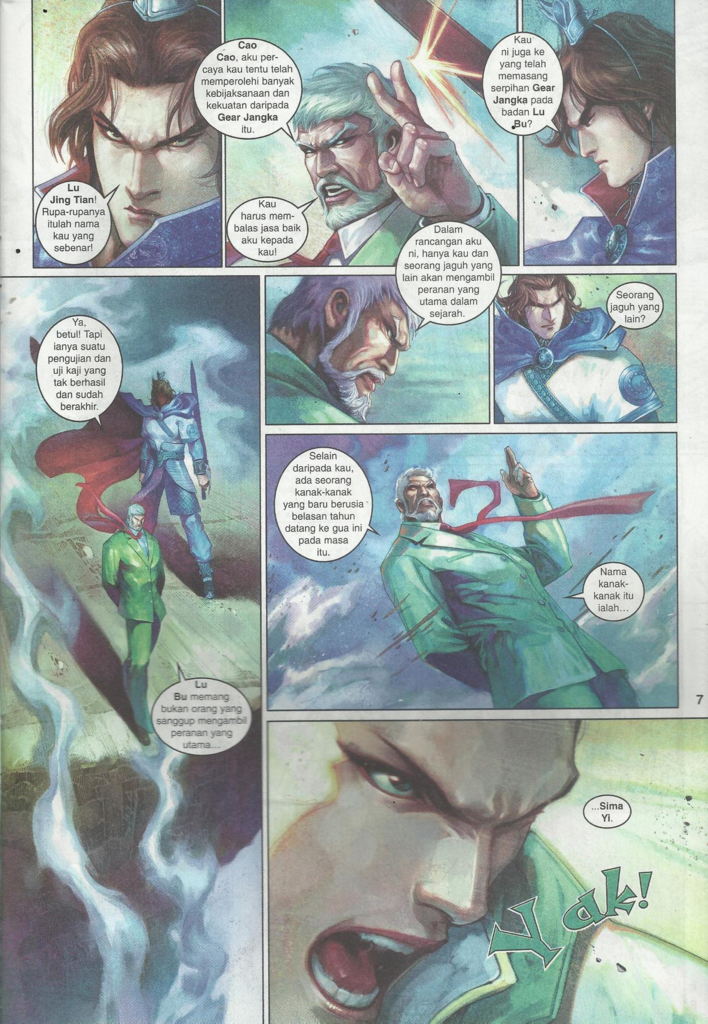 Lu
Jing Tian!
Rupa-rupanya
itulah nama
kau yang
sebenar!
Cao
Cao, aku per-
caya kau tentu telah
memperolehi banyak
kebijaksanaan dan
kekuatan daripada
Gear Jangka
itu.
Kau
harus mem-
balas jasa baik
aku kepada
kau!
Kau
ni juga ke
yang telah
memasang
serpihan Gear
Jangka pada
badan Lu
Bu?
Ya,
betul! Tapi
ianya suatu
pengujian dan
uji kaji yang
tak berhasil
dan sudah
berakhir.
Lu
Bu memang
bukan orang yang
sanggup mengambil
peranan yang
utama...
Dalam
rancangan aku
ni, hanya kau dan
seorang jaguh yang
lain akan mengambil
peranan yang
utama dalam
sejarah.
Seorang
jaguh yang
lain?
Selain
daripada kau,
ada seorang
kanak-kanak
yang baru berusia
belasan tahun
datang ke gua ini
pada masa
itu.
Nama
kanak-
kanak itu
ialah...
7
...Sima
Yi.
Yak!